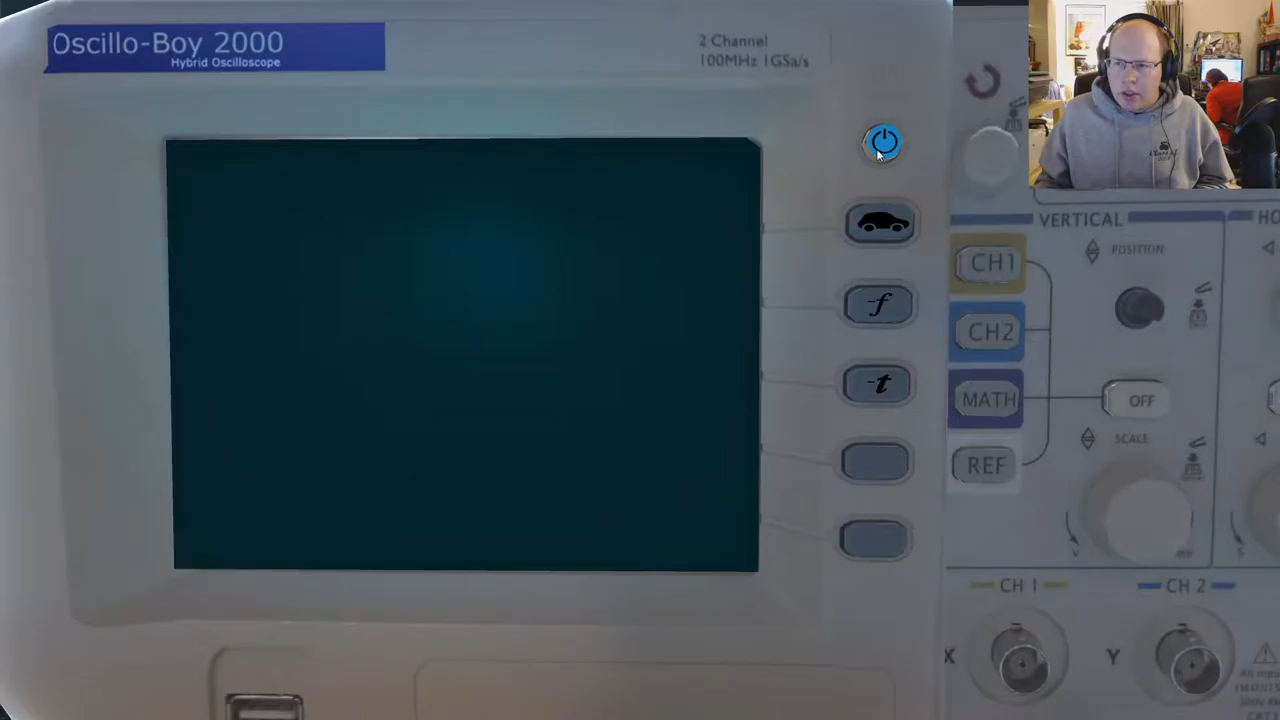 Oscillo-Boy 2000
Hybrid Oscilloscope
2 Channel
100MHz 1GSa/s
-f
-t
VERTICAL
HO
POSITION
CH1
CH2
MATH
OFF
REF
SCALE
CH 1
CH 2
X
Y